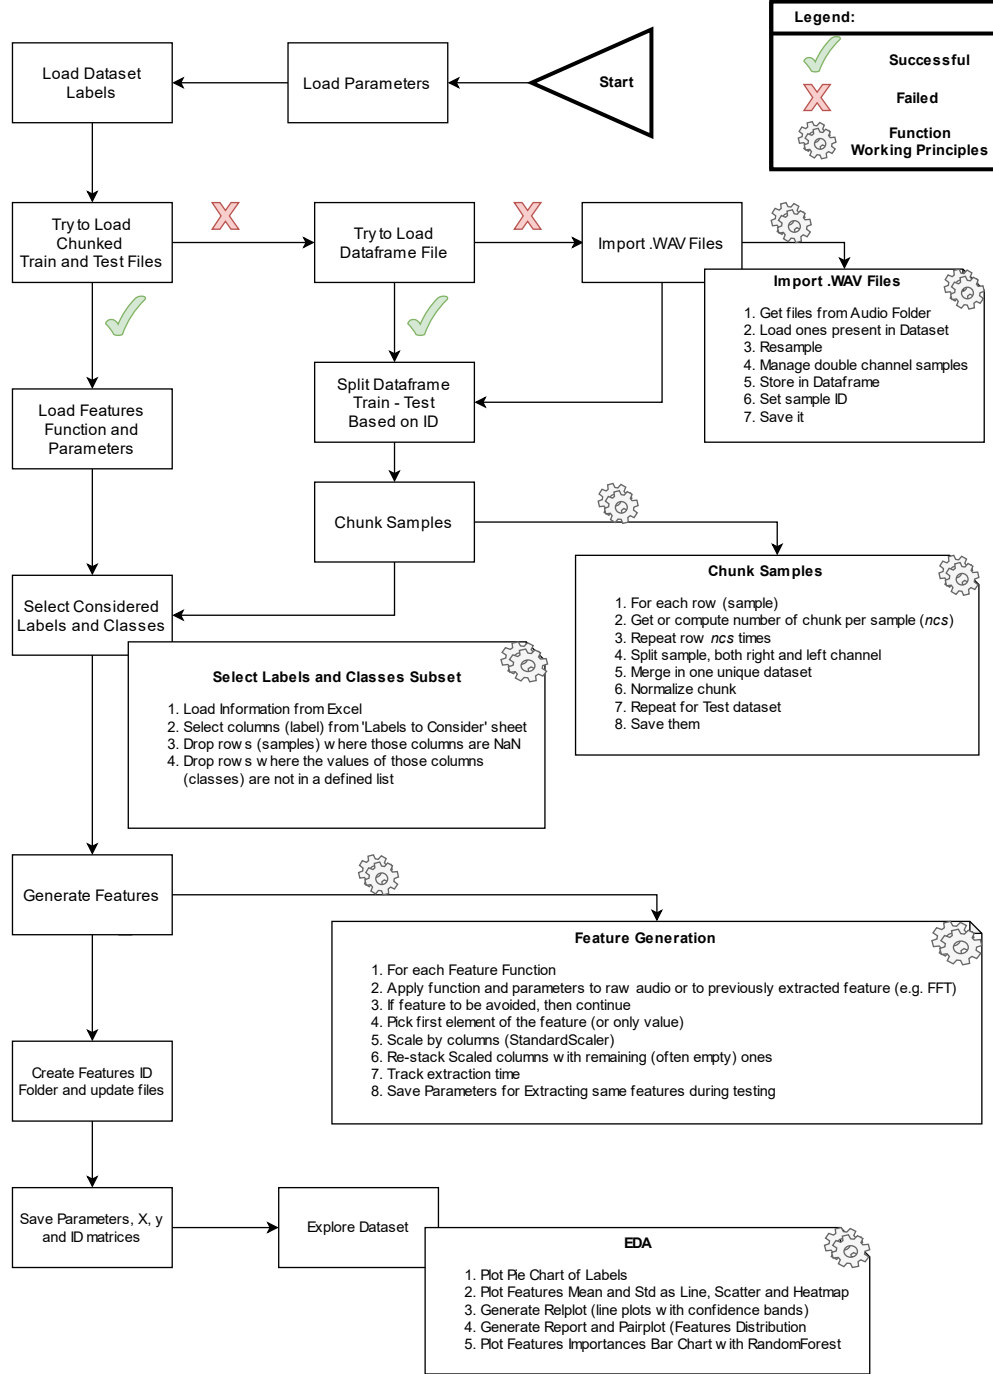 Legend:
Successful
Failed
Function
Working Principles
Start
Load Parameters
Load Dataset
Labels
Try to Load
Chunked
Train and Test Files
Try to Load
Dataframe File
Import .WAV Files
Import .WAV Files
1. Get files from Audio Folder
2. Load ones present in Dataset
3. Resample
4. Manage double channel samples
5. Store in Dataframe
6. Set sample ID
7. Save it
Load Features
Function and
Parameters
Split Dataframe
Train - Test
Based on ID
Chunk Samples
Chunk Samples
1. For each row (sample)
2. Get or compute number of chunk per sample (ncs)
3. Repeat row ncs times
4. Split sample, both right and left channel
5. Merge in one unique dataset
6. Normalize chunk
7. Repeat for Test dataset
8. Save them
Select Considered
Labels and Classes
Select Labels and Classes Subset
1. Load Information from Excel
2. Select columns (label) from 'Labels to Consider' sheet
3. Drop rows (samples) where those columns are NaN
4. Drop rows where the values of those columns
(classes) are not in a defined list
Generate Features
Feature Generation
1. For each Feature Function
2. Apply function and parameters to raw audio or to previously extracted feature (e.g. FFT)
3. If feature to be avoided, then continue
4. Pick first element of the feature (or only value)
5. Scale by columns (StandardScaler)
6. Re-stack Scaled columns with remaining (often empty) ones
7. Track extraction time
8. Save Parameters for Extracting same features during testing
Create Features ID
Folder and update files
Save Parameters, X, y
and ID matrices
Explore Dataset
EDA
1. Plot Pie Chart of Labels
2. Plot Features Mean and Std as Line, Scatter and Heatmap
3. Generate Relplot (line plots with confidence bands)
4. Generate Report and Pairplot (Features Distribution
5. Plot Features Importances Bar Chart with RandomForest